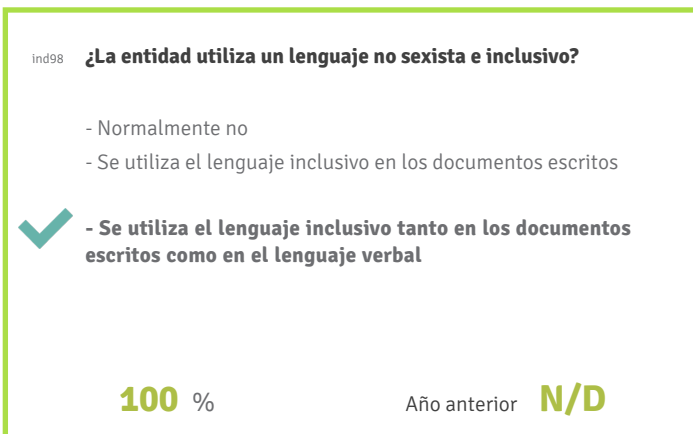 ind98 ¿La entidad utiliza un lenguaje no sexista e inclusivo?
- Normalmente no
- Se utiliza el lenguaje inclusivo en los documentos escritos
- Se utiliza el lenguaje inclusivo tanto en los documentos
escritos como en el lenguaje verbal
100 % Año anterior N/D